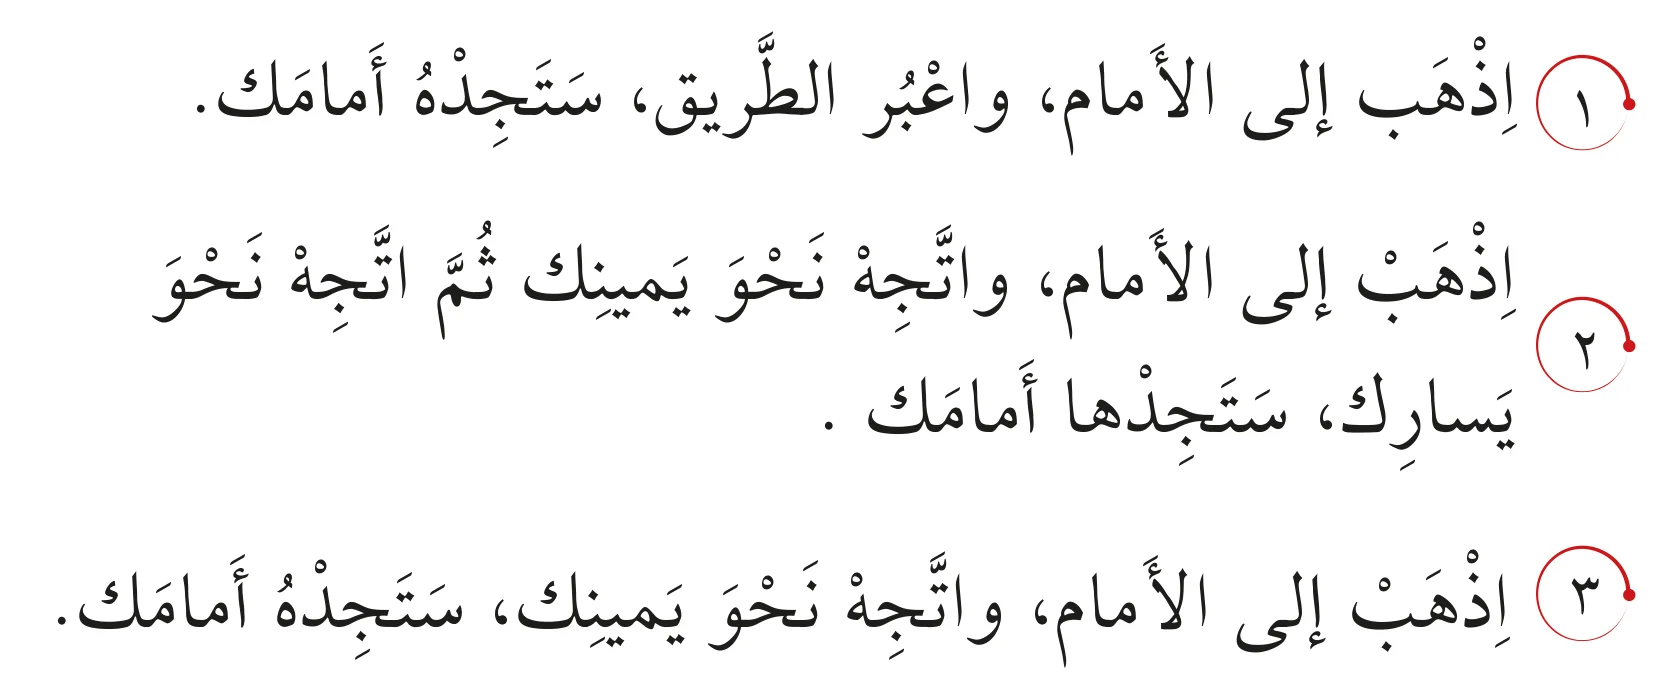 ١ اِذْهَب إلى الأَمام، واعْبُر الطَّريق، سَتَجِدْهُ أَمامَك.
اِذْهَبْ إلى الأَمام، واتَّجِهْ نَحْوَ يَمينِك ثُمَّ اتَّجِهْ نَحْوَ
٢ يَسارِك، سَتَجِدْها أَمامَك .
٣ اِذْهَبْ إلى الأَمام، واتَّجِهْ نَحْوَ يَمينِك، سَتَجِدْهُ أَمامَك.